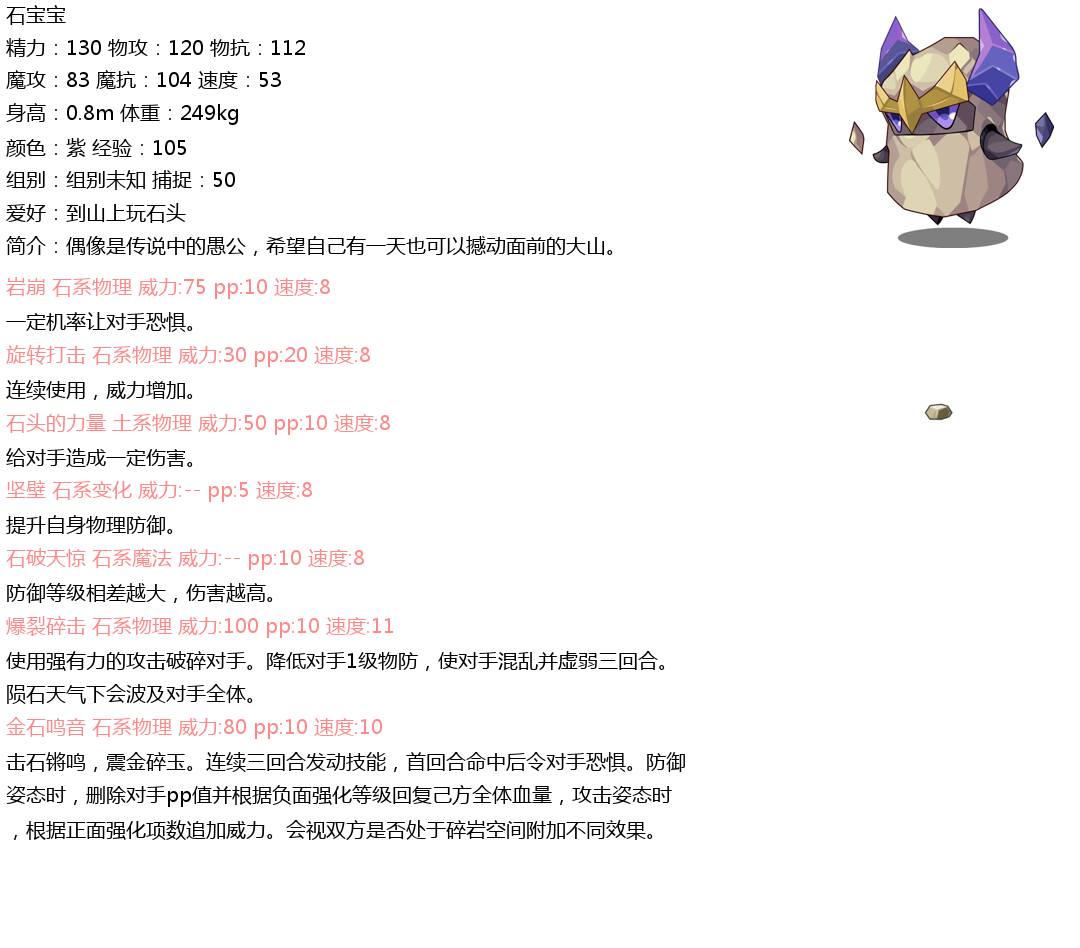 石宝宝
精力：130 物攻：120 物抗：112
魔攻：83 魔抗：104 速度：53
身高：0.8m 体重：249kg
颜色：紫 经验：105
组别：组别未知 捕捉：50
爱好：到山上玩石头
简介：偶像是传说中的愚公，希望自己有一天也可以撼动面前的大山。
岩崩 石系物理 威力:75 pp:10 速度:8
一定机率让对手恐惧。
旋转打击 石系物理 威力:30 pp:20 速度:8
连续使用，威力增加。
石头的力量 土系物理 威力:50 pp:10 速度:8
给对手造成一定伤害。
坚壁 石系变化 威力:-- pp:5 速度:8
提升自身物理防御。
石破天惊 石系魔法 威力:-- pp:10 速度:8
防御等级相差越大，伤害越高。
爆裂碎击 石系物理 威力:100 pp:10 速度:11
使用强有力的攻击破碎对手。降低对手1级物防，使对手混乱并虚弱三回合。
陨石天气下会波及对手全体。
金石鸣音 石系物理 威力:80 pp:10 速度:10
击石锵鸣，震金碎玉。连续三回合发动技能，首回合命中后令对手恐惧。防御
姿态时，删除对手pp值并根据负面强化等级回复己方全体血量，攻击姿态时
，根据正面强化项数追加威力。会视双方是否处于碎岩空间附加不同效果。